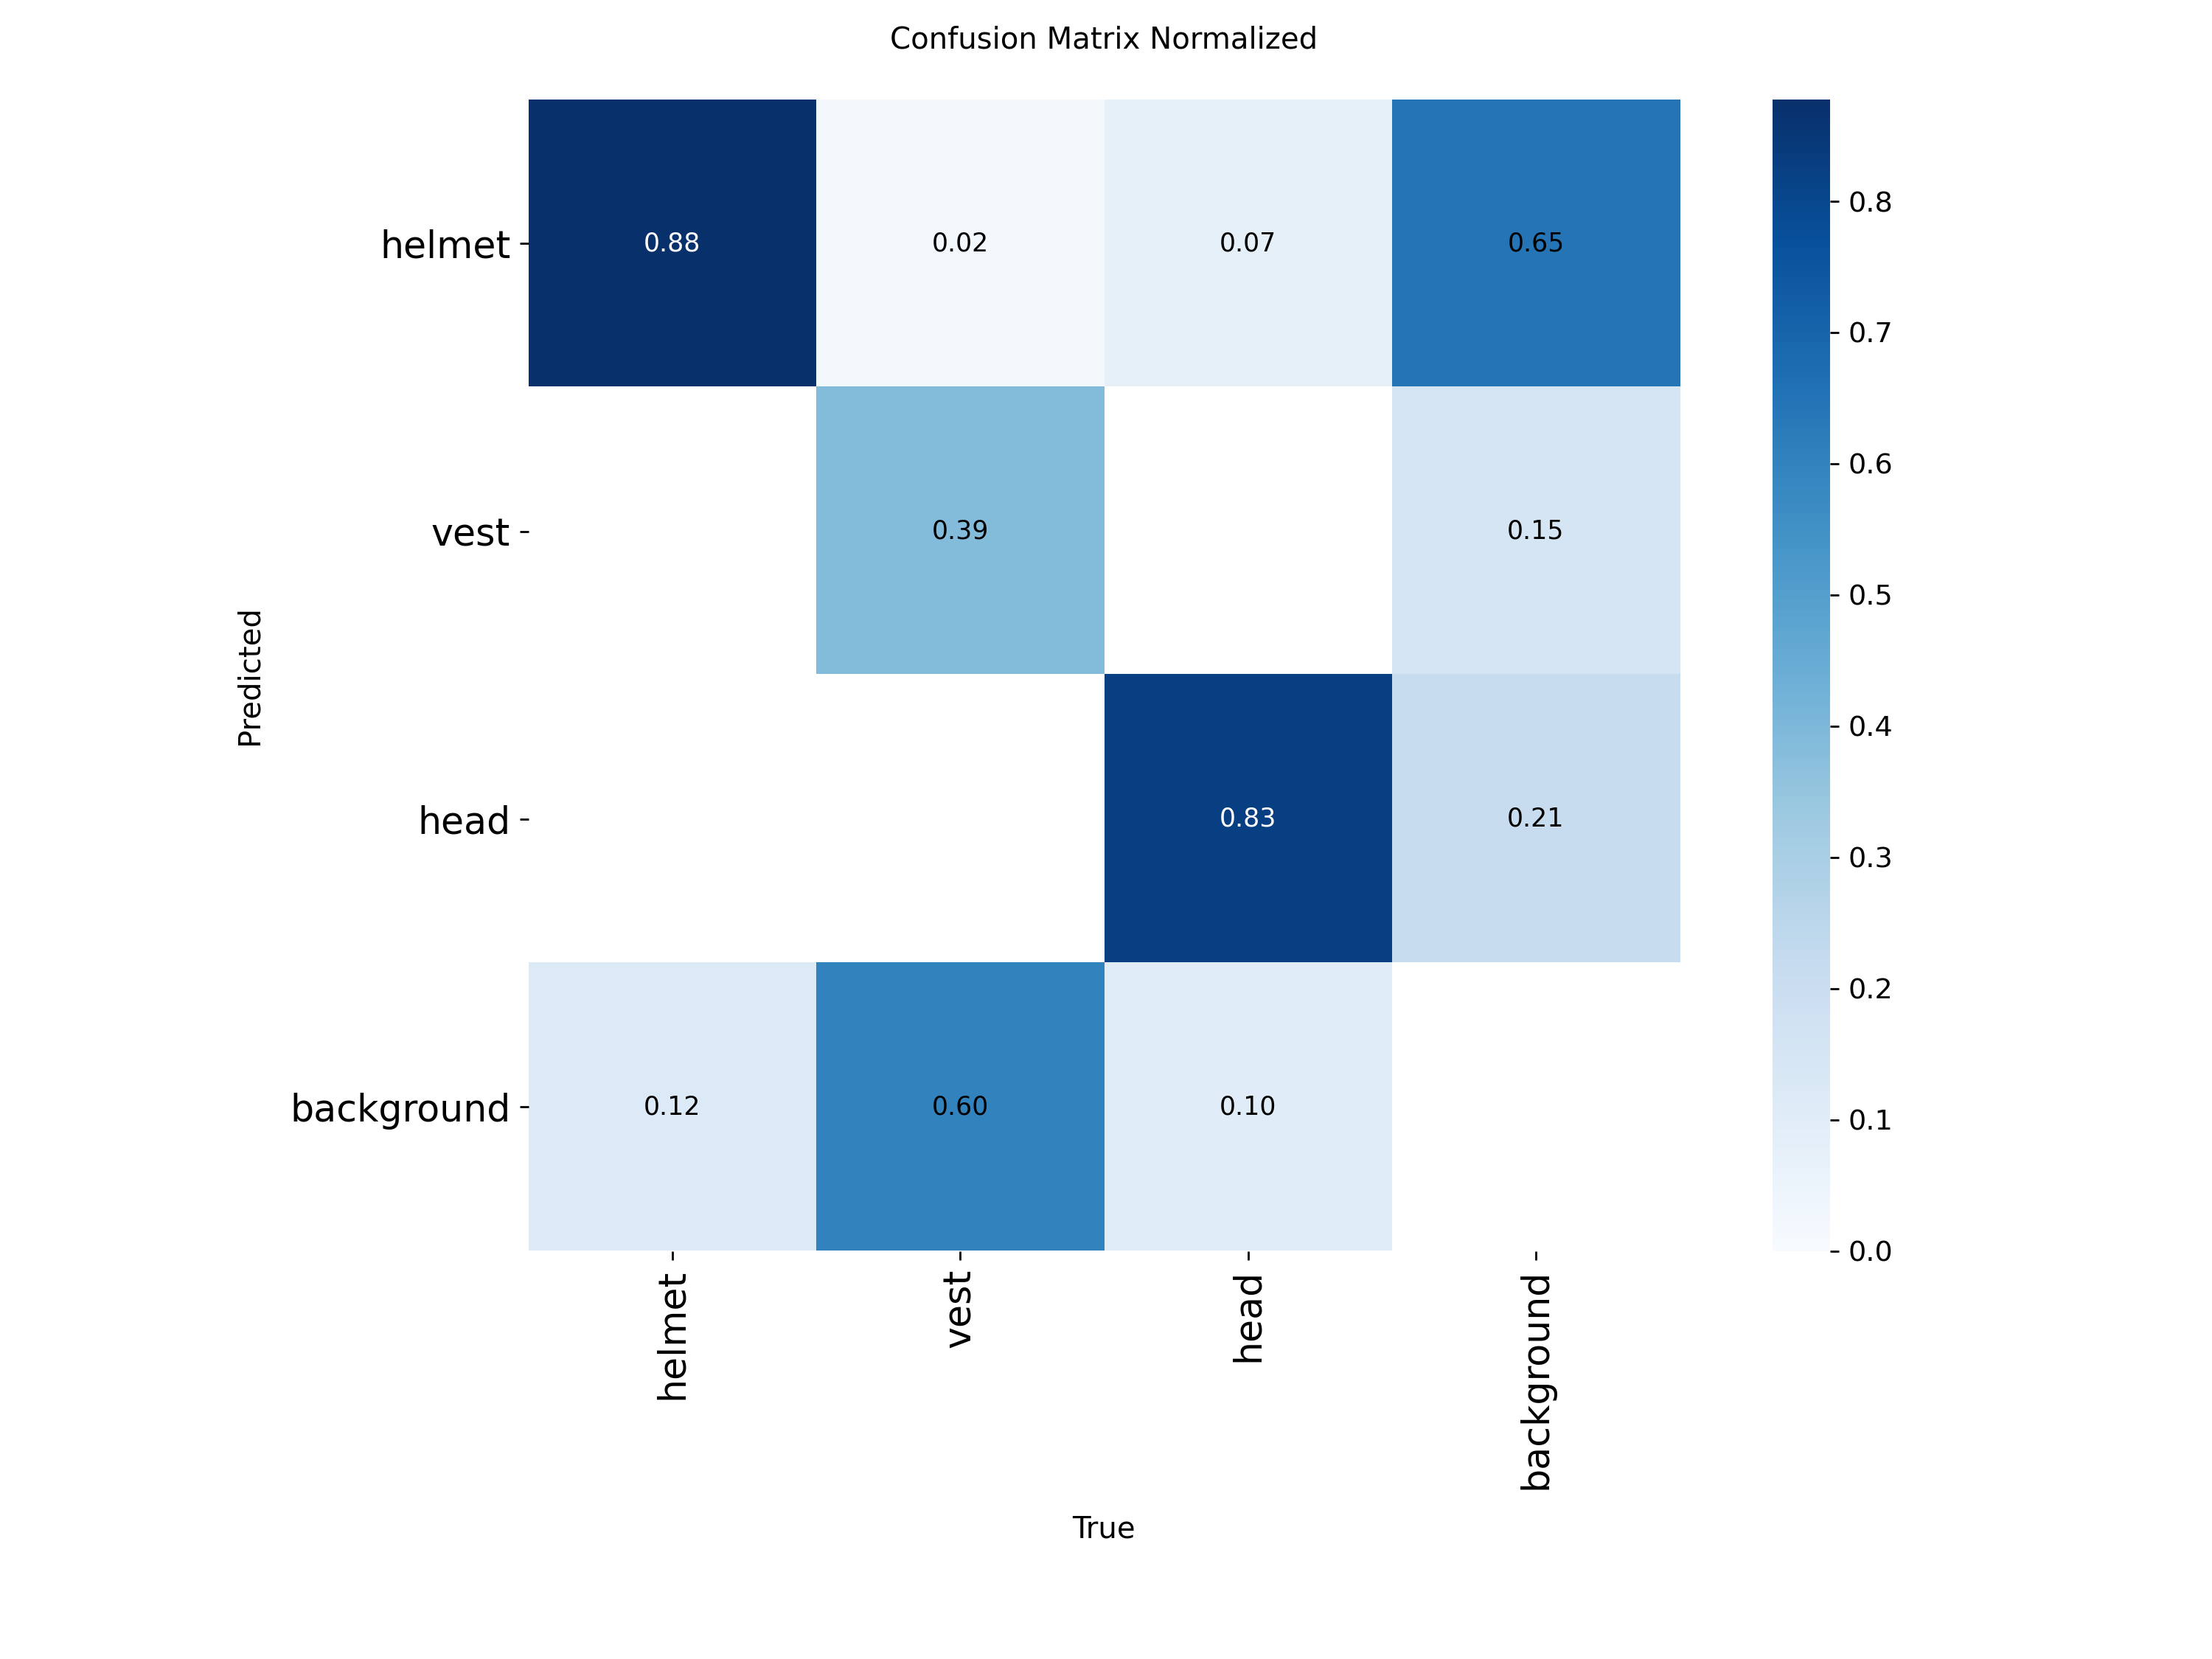 Confusion Matrix Normalized
helmet
0.88
0.02
0.07
0.65
vest
0.39
0.15
head
0.83
0.21
background
0.12
0.60
0.10
Predicted
helmet
vest
head
background
True
0.8
0.7
0.6
0.5
0.4
0.3
0.2
0.1
0.0